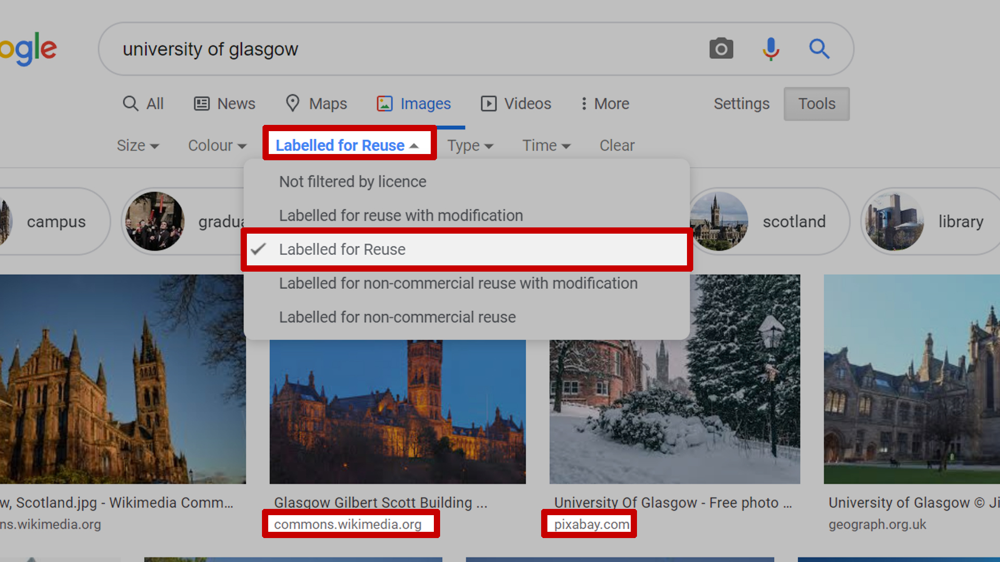 ogle
university of glasgow
All News Maps Images Videos More Settings Tools
Size Colour Labelled for Reuse Type Time Clear
Not filtered by licence
Labelled for reuse with modification
campus gradua scotland library
Labelled for Reuse
Labelled for non-commercial reuse with modification
Labelled for non-commercial reuse
w, Scotland.jpg - Wikimedia Comm... Glasgow Gilbert Scott Building ... University Of Glasgow - Free photo ... University of Glasgow © Ji
ns.wikimedia.org commons.wikimedia.org pixabay.com geograph.org.uk